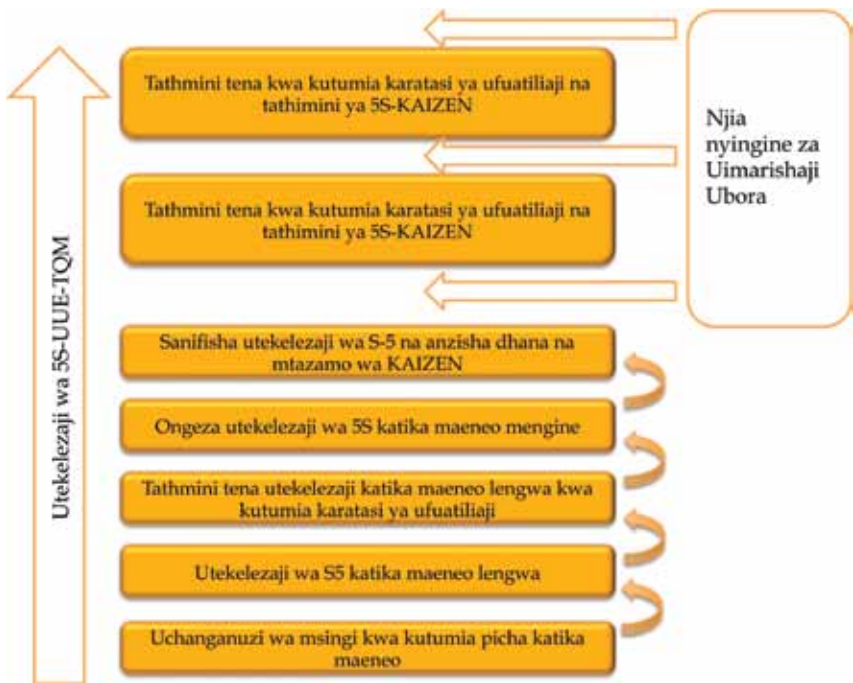 Tathmini tena kwa kutumia karatasi ya ufuatiliaji na
tathimini ya 5S-KAIZEN
Njia
nyingine za
Uimarishaji
Ubora
Tathmini tena kwa kutumia karatasi ya ufuatiliaji na
tathimini ya 5S-KAIZEN
Utekelezaji wa 5S-UUE-TQM
Sanifisha utekelezaji wa S-5 na anzisha dhana na
mtazamo wa KAIZEN
Ongeza utekelezaji wa 5S katika maeneo mengine
Tathmini tena utekelezaji katika maeneo lengwa kwa
kutumia karatasi ya ufuatiliaji
Utekelezaji wa S5 katika maeneo lengwa
Uchanganuzi wa msingi kwa kutumia picha katika
maeneo